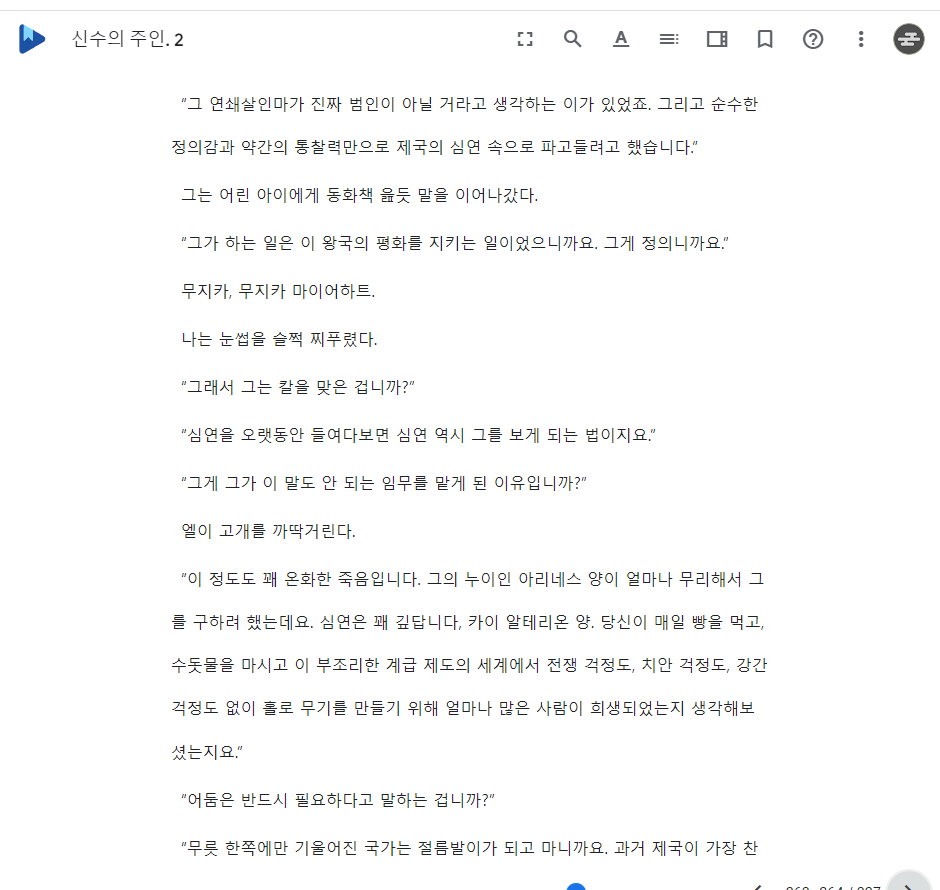 신수의 주인. 2
"그 연쇄살인마가 진짜 범인이 아닐 거라고 생각하는 이가 있었죠. 그리고 순수한
정의감과 약간의 통찰력만으로 제국의 심연 속으로 파고들려고 했습니다."
그는 어린 아이에게 동화책 읊듯 말을 이어나갔다.
"그가 하는 일은 이 왕국의 평화를 지키는 일이었으니까요. 그게 정의니까요."
무지카, 무지카 마이어하트.
나는 눈썹을 슬쩍 찌푸렸다.
"그래서 그는 칼을 맞은 겁니까?"
"심연을 오랫동안 들여다보면 심연 역시 그를 보게 되는 법이지요."
"그게 그가 이 말도 안 되는 임무를 맡게 된 이유입니까?"
엘이 고개를 까딱거린다.
"이 정도도 꽤 온화한 죽음입니다. 그의 누이인 아리네스 양이 얼마나 무리해서 그
를 구하려 했는데요. 심연은 꽤 깊답니다, 카이 알테리온 양. 당신이 매일 빵을 먹고,
수돗물을 마시고 이 부조리한 계급 제도의 세계에서 전쟁 걱정도, 치안 걱정도, 강간
걱정도 없이 홀로 무기를 만들기 위해 얼마나 많은 사람이 희생되었는지 생각해보
셨는지요."
"어둠은 반드시 필요하다고 말하는 겁니까?"
"무릇 한쪽에만 기울어진 국가는 절름발이가 되고 마니까요. 과거 제국이 가장 찬